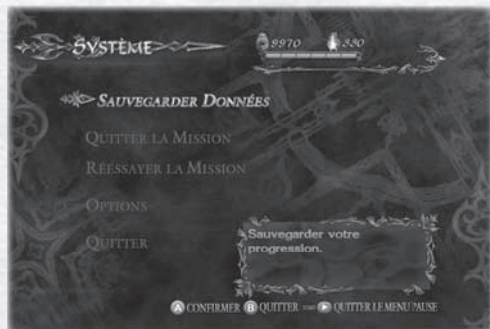 SYSTÈME
9970 330
SAUVEGARDER DONNÉES
QUITTER LA MISSION
RÉESSAYER LA MISSION
OPTIONS
QUITTER
Sauvegarder votre
progression.
A CONFIRMER B QUITTER START QUITTER LE MENU PAUSE